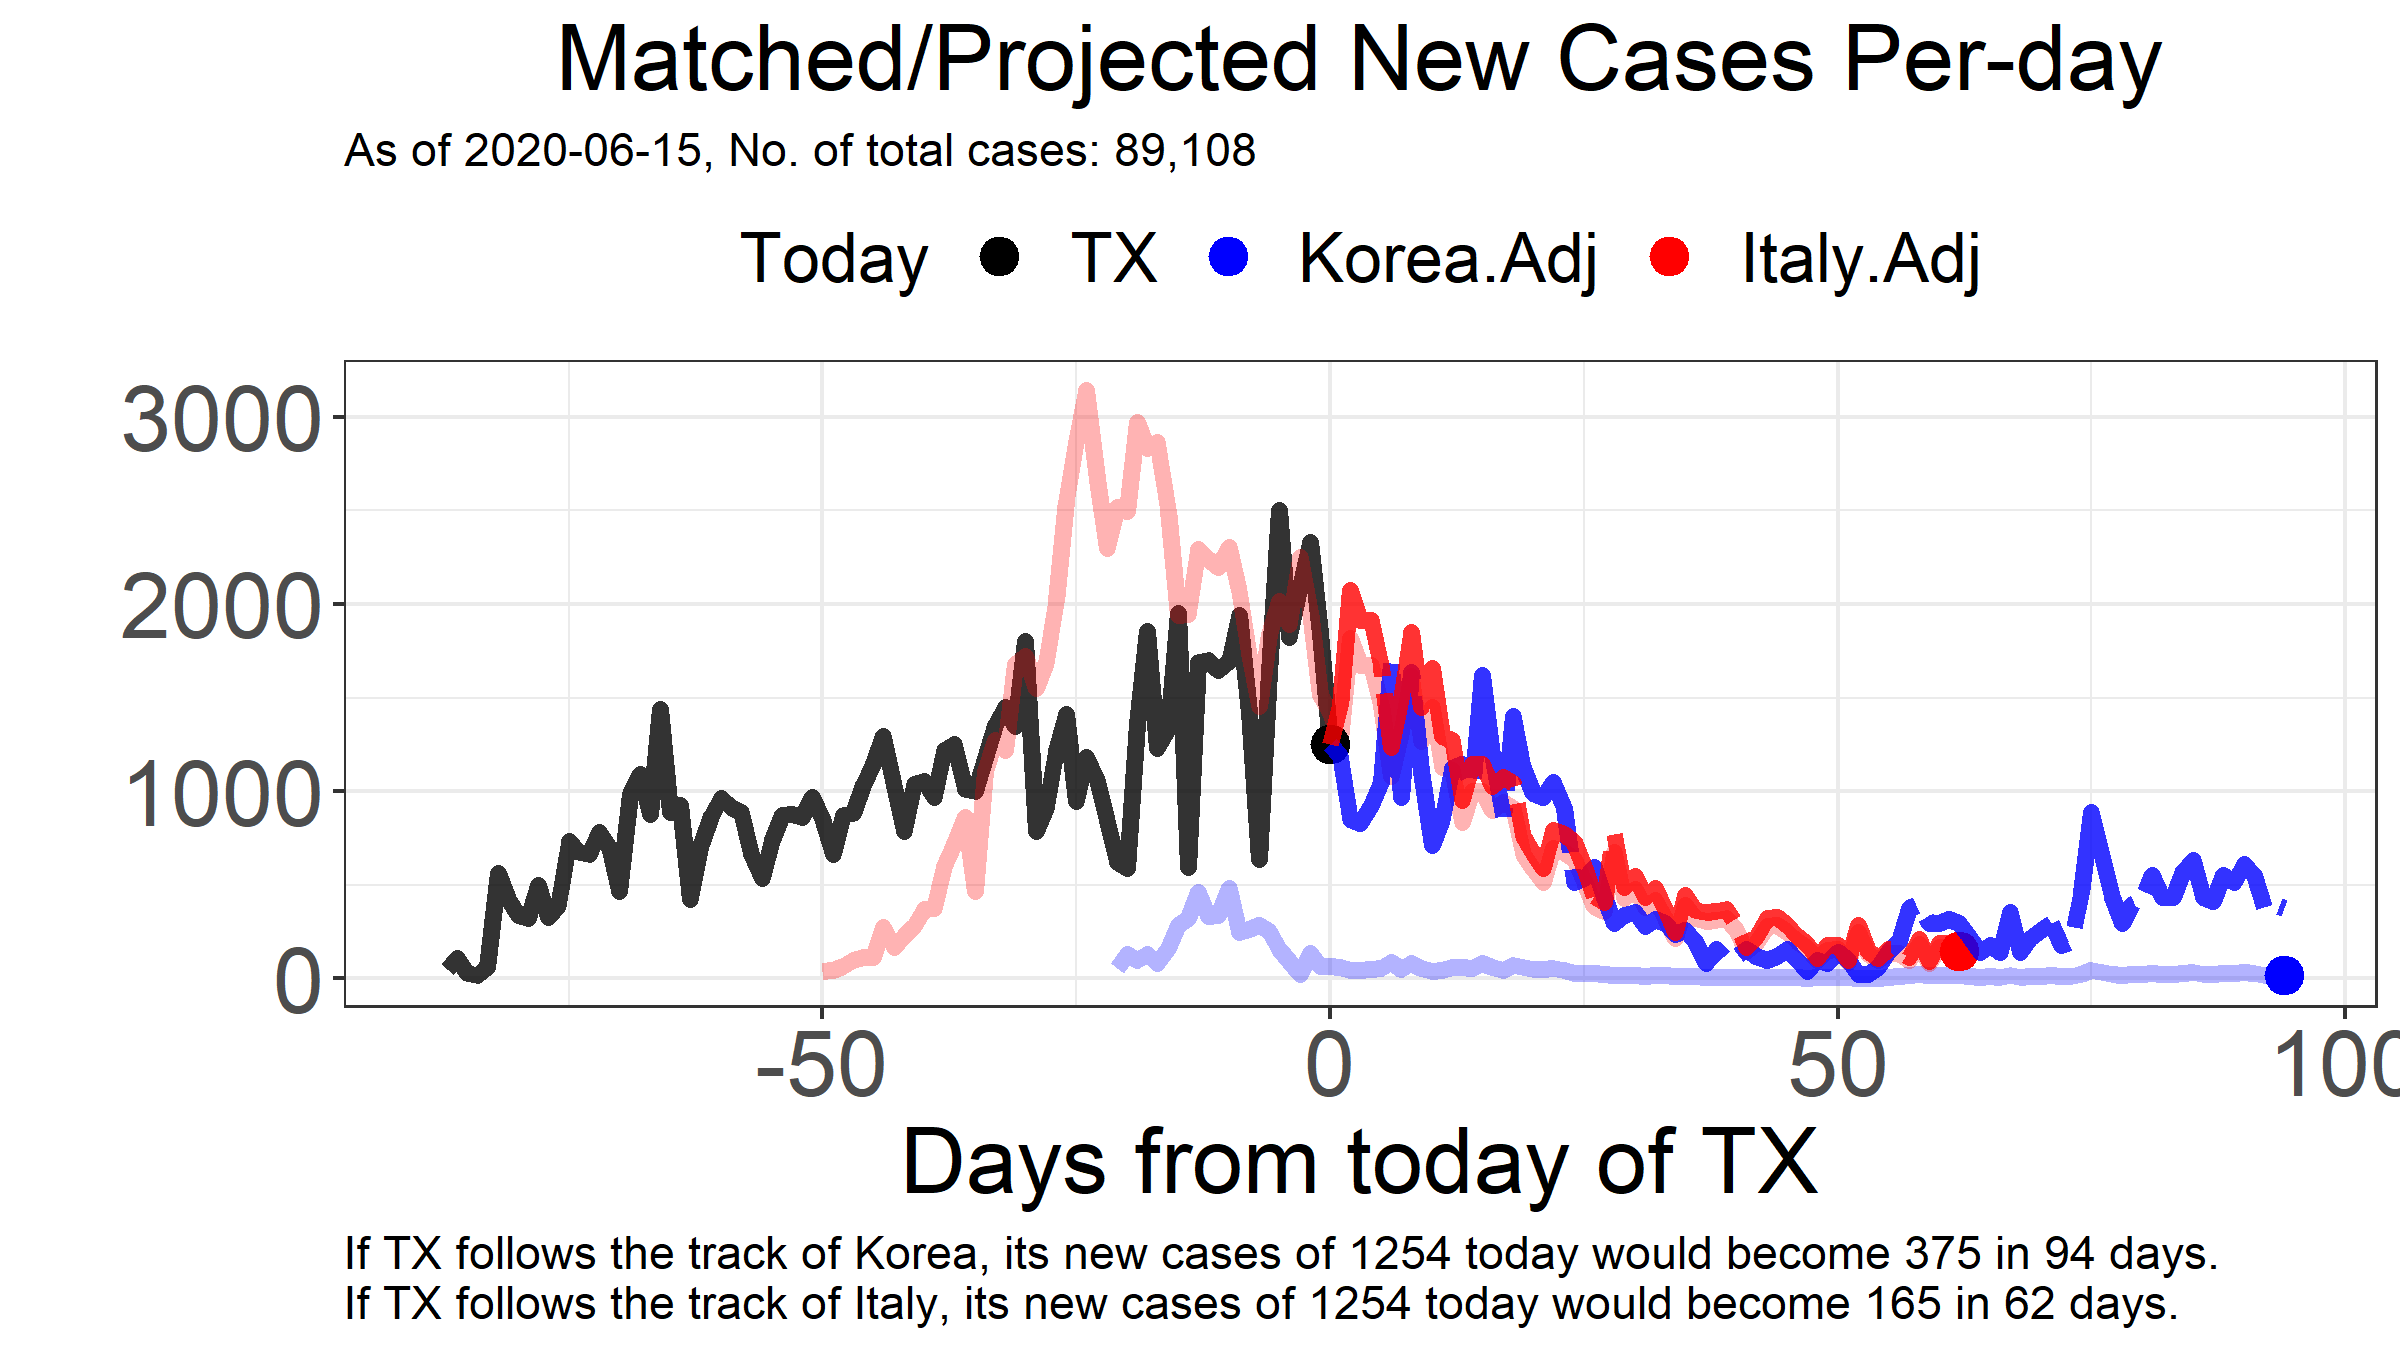 Matched/Projected New Cases Per-day
As of 2020-06-15, No. of total cases: 89,108
Today TX Korea.Adj Italy.Adj
3000
2000
1000
0
-50 0 50 100
Days from today of TX
If TX follows the track of Korea, its new cases of 1254 today would become 375 in 94 days.
If TX follows the track of Italy, its new cases of 1254 today would become 165 in 62 days.